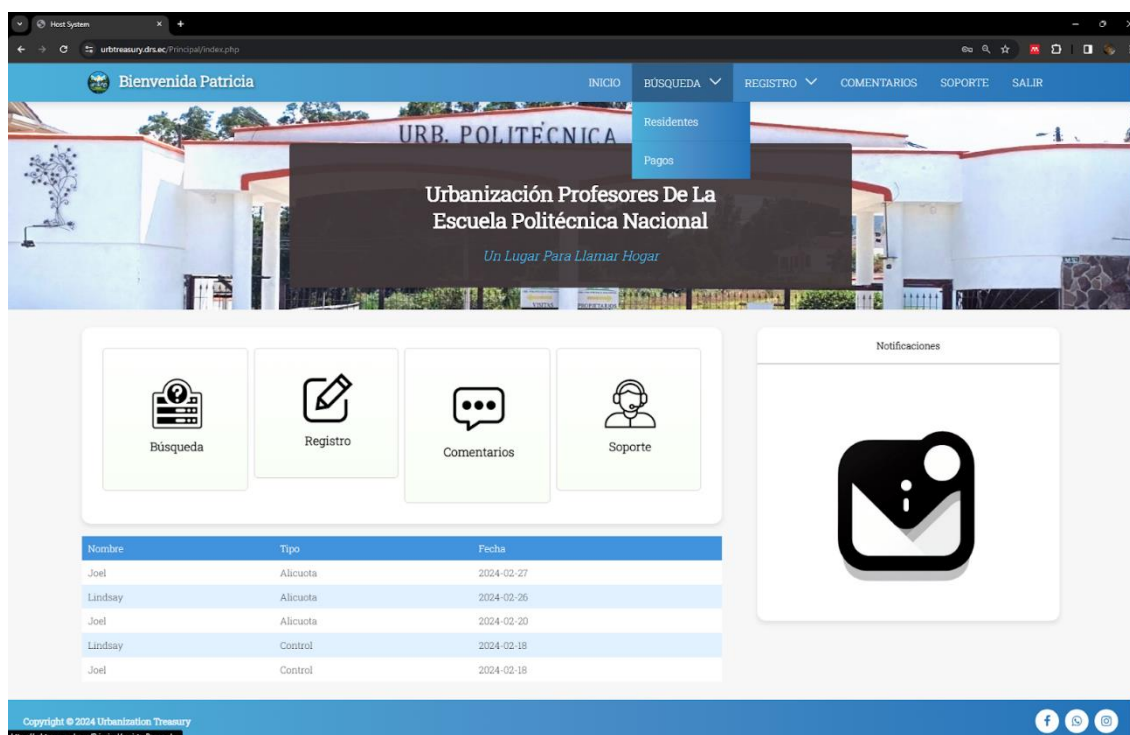 Host System
urbtreasury.drs.ec/Principal/index.php
Bienvenida Patricia
INICIO
BÚSQUEDA
REGISTRO
COMENTARIOS
SOPORTE
SALIR
Residentes
Pagos
URB. POLITÉCNICA
Urbanización Profesores De La
Escuela Politécnica Nacional
Un Lugar Para Llamar Hogar
VISITAS
PROPIETARIOS
Búsqueda
Registro
Comentarios
Soporte
Notificaciones
Nombre Tipo Fecha
Joel Alicuota 2024-02-27
Lindsay Alicuota 2024-02-26
Joel Alicuota 2024-02-20
Lindsay Control 2024-02-18
Joel Control 2024-02-18
Copyright © 2024 Urbanization Treasury